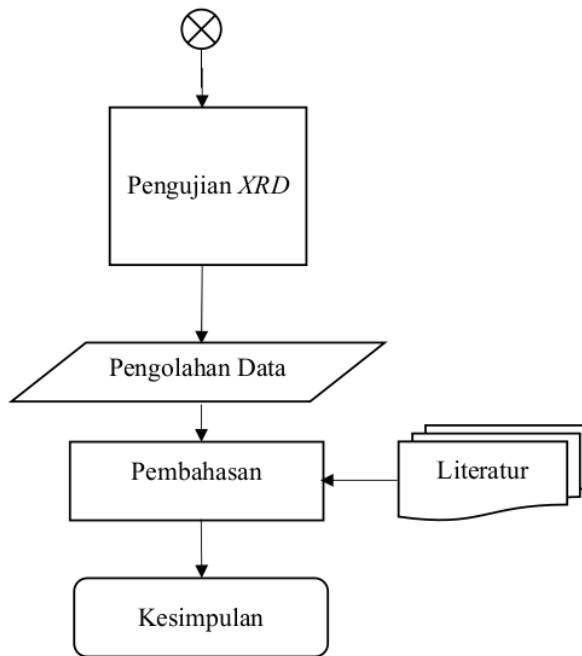 Pengujian XRD
Pengolahan Data
Pembahasan
Literatur
Kesimpulan